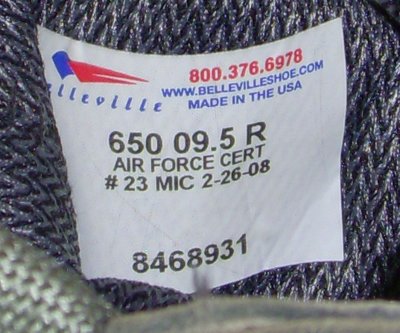 Belleville
800.376.6978
WWW.BELLEVILLESHOE.COM
MADE IN THE USA
650 09.5 R
AIR FORCE CERT
# 23 MIC 2-26-08
8468931